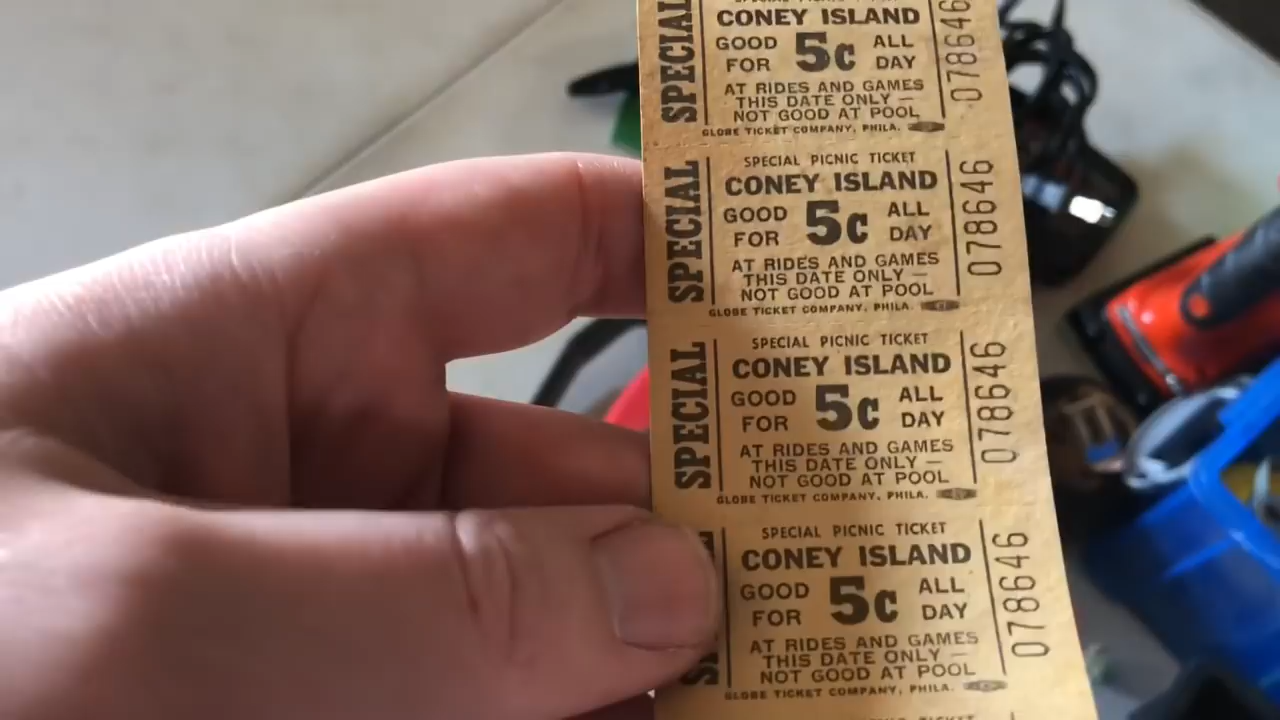 SPECIAL
CONEY ISLAND
GOOD FOR 5¢ ALL DAY
AT RIDES AND GAMES
THIS DATE ONLY —
NOT GOOD AT POOL
GLOBE TICKET COMPANY, PHILA.
078646
SPECIAL
SPECIAL PICNIC TICKET
CONEY ISLAND
GOOD FOR 5¢ ALL DAY
AT RIDES AND GAMES
THIS DATE ONLY —
NOT GOOD AT POOL
GLOBE TICKET COMPANY, PHILA.
078646
SPECIAL
SPECIAL PICNIC TICKET
CONEY ISLAND
GOOD FOR 5¢ ALL DAY
AT RIDES AND GAMES
THIS DATE ONLY —
NOT GOOD AT POOL
GLOBE TICKET COMPANY, PHILA.
078646
SPECIAL PICNIC TICKET
CONEY ISLAND
GOOD FOR 5¢ ALL DAY
AT RIDES AND GAMES
THIS DATE ONLY —
NOT GOOD AT POOL
GLOBE TICKET COMPANY, PHILA.
078646